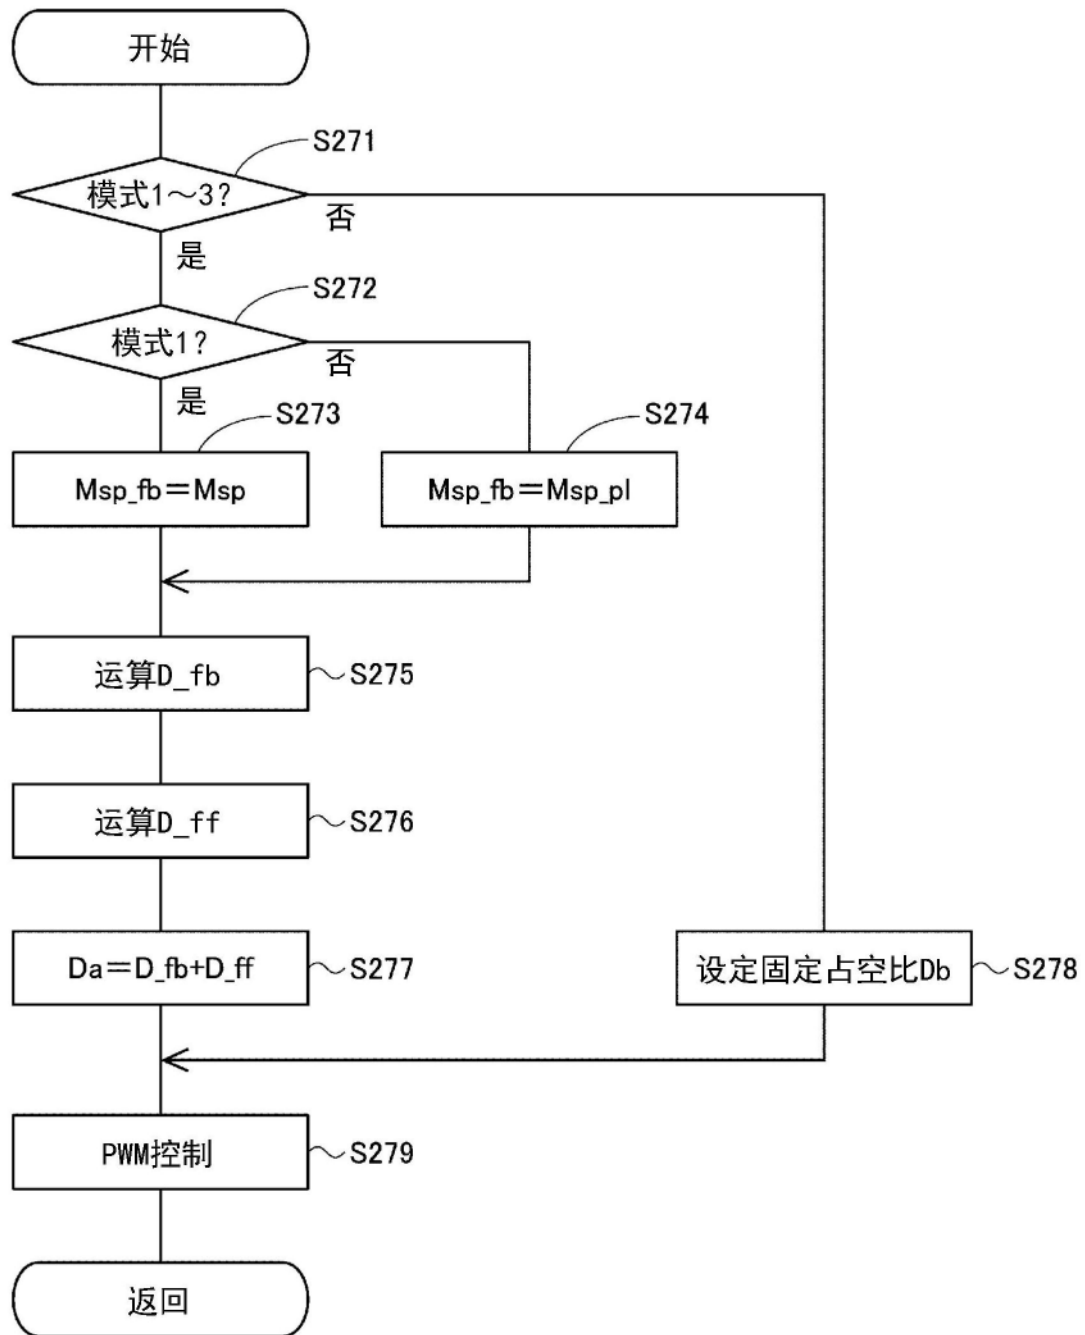 开始
S271
模式1～3?
否
是
S272
模式1?
否
是
S273
S274
Msp_fb＝Msp
Msp_fb＝Msp_pl
运算D_fb
S275
运算D_ff
S276
Da＝D_fb+D_ff
S277
设定固定占空比Db
S278
PWM控制
S279
返回